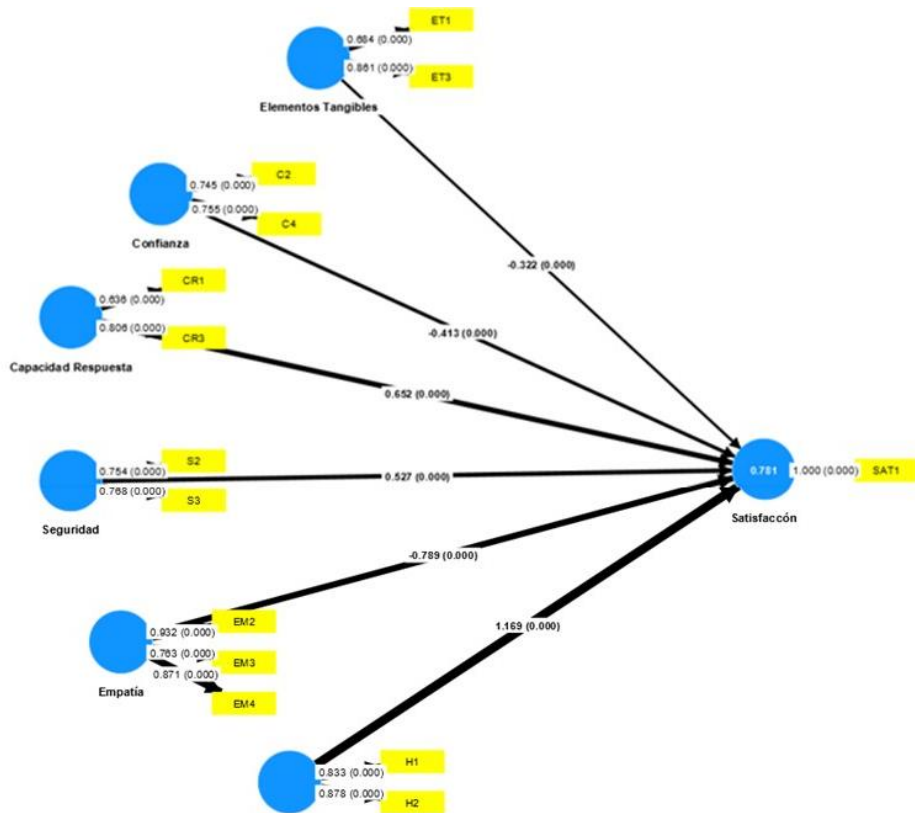 ET1
0.684 (0.000)
0.861 (0.000)
ET3
Elementos Tangibles
C2
0.745 (0.000)
0.755 (0.000)
C4
Confianza
-0.322 (0.000)
CR1
0.636 (0.000)
0.806 (0.000)
CR3
Capacidad Respuesta
-0.413 (0.000)
0.652 (0.000)
S2
0.754 (0.000)
0.768 (0.000)
S3
Seguridad
0.527 (0.000)
0.781
1.000 (0.000)
SAT1
Satisfaccón
-0.789 (0.000)
EM2
0.932 (0.000)
0.763 (0.000)
EM3
0.871 (0.000)
EM4
Empatía
1.169 (0.000)
H1
0.833 (0.000)
0.878 (0.000)
H2